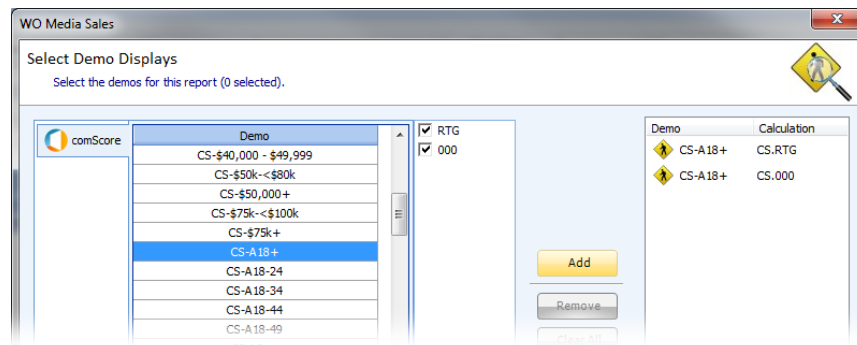 WO Media Sales
Select Demo Displays
Select the demos for this report (0 selected).
comScore
Demo
CS-$40,000 - $49,999
CS-$50k-<$80k
CS-$50,000+
CS-$75k-<$100k
CS-$75k+
CS-A18+
CS-A18-24
CS-A18-34
CS-A18-44
CS-A18-49
RTG
000
Add
Remove
Clear All
Demo Calculation
CS-A18+ CS.RTG
CS-A18+ CS.000